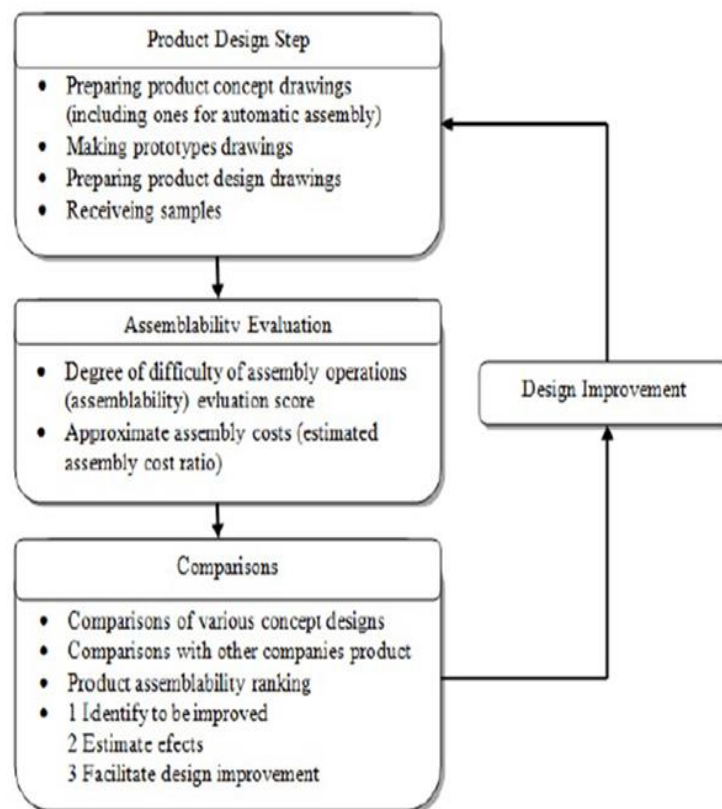 Product Design Step
• Preparing product concept drawings
(including ones for automatic assembly)
• Making prototypes drawings
• Preparing product design drawings
• Receiveing samples
Assemblability Evaluation
• Degree of difficulty of assembly operations
(assemblability) evluation score
• Approximate assembly costs (estimated
assembly cost ratio)
Design Improvement
Comparisons
• Comparisons of various concept designs
• Comparisons with other companies product
• Product assemblability ranking
• 1 Identify to be improved
2 Estimate efects
3 Facilitate design improvement